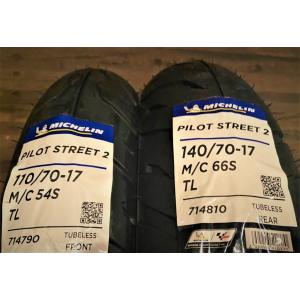 MICHELIN
PILOT STREET 2
110/70-17
M/C 54S
TL
714790
TUBELESS
FRONT
MICHELIN
PILOT STREET 2
140/70-17
M/C 66S
TL
714810
TUBELESS
REAR